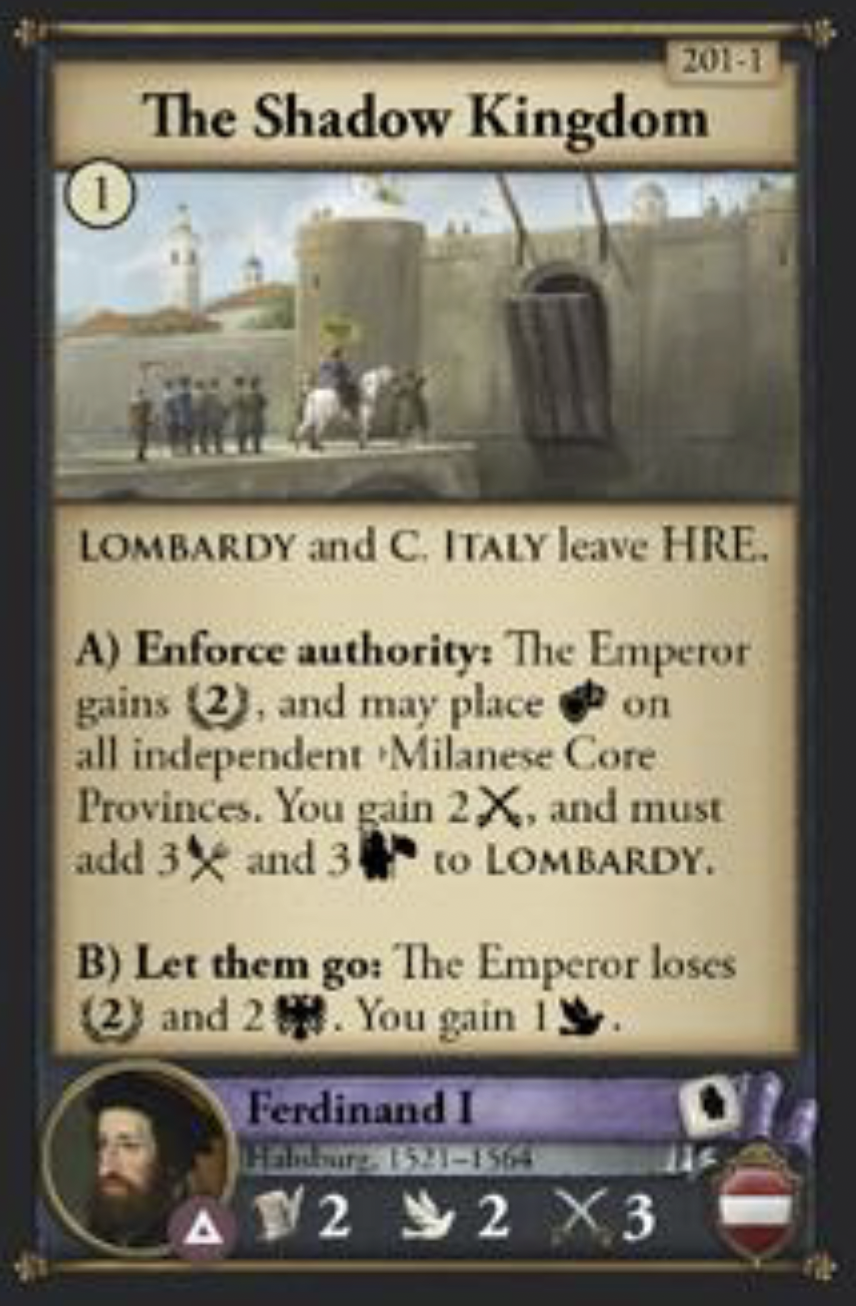 201-1
The Shadow Kingdom
1
LOMBARDY and C. ITALY leave HRE.
A) Enforce authority: The Emperor
gains (2), and may place on
all independent Milanese Core
Provinces. You gain 2, and must
add 3 and 3 to LOMBARDY.
B) Let them go: The Emperor loses
(2) and 2. You gain 1.
Ferdinand I
Habsburg, 1521–1564
2 2 3